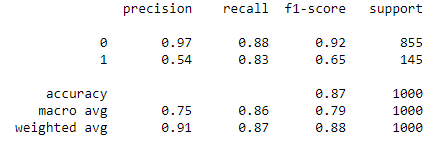 precision recall f1-score support
0 0.97 0.88 0.92 855
1 0.54 0.83 0.65 145
accuracy 0.87 1000
macro avg 0.75 0.86 0.79 1000
weighted avg 0.91 0.87 0.88 1000